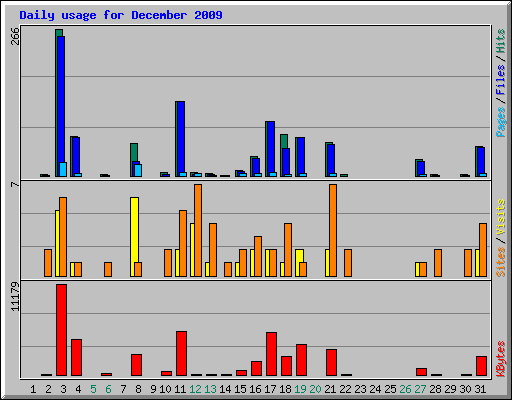 Daily usage for December 2009
266
Pages / Files / Hits
7
Sites / Visits
11179
KBytes
1 2 3 4 5 6 7 8 9 10 11 12 13 14 15 16 17 18 19 20 21 22 23 24 25 26 27 28 29 30 31